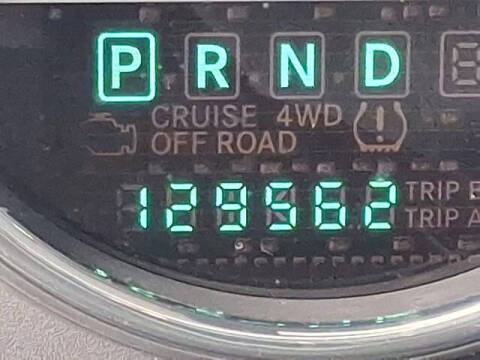 P R N D
CRUISE 4WD
OFF ROAD
129562
TRIP
TRIP A